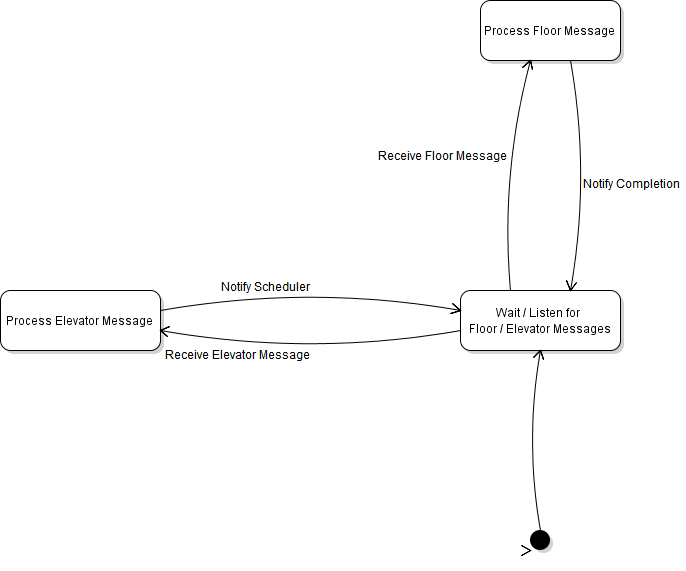 Process Floor Message
Receive Floor Message
Notify Completion
Notify Scheduler
Process Elevator Message
Wait / Listen for
Floor / Elevator Messages
Receive Elevator Message